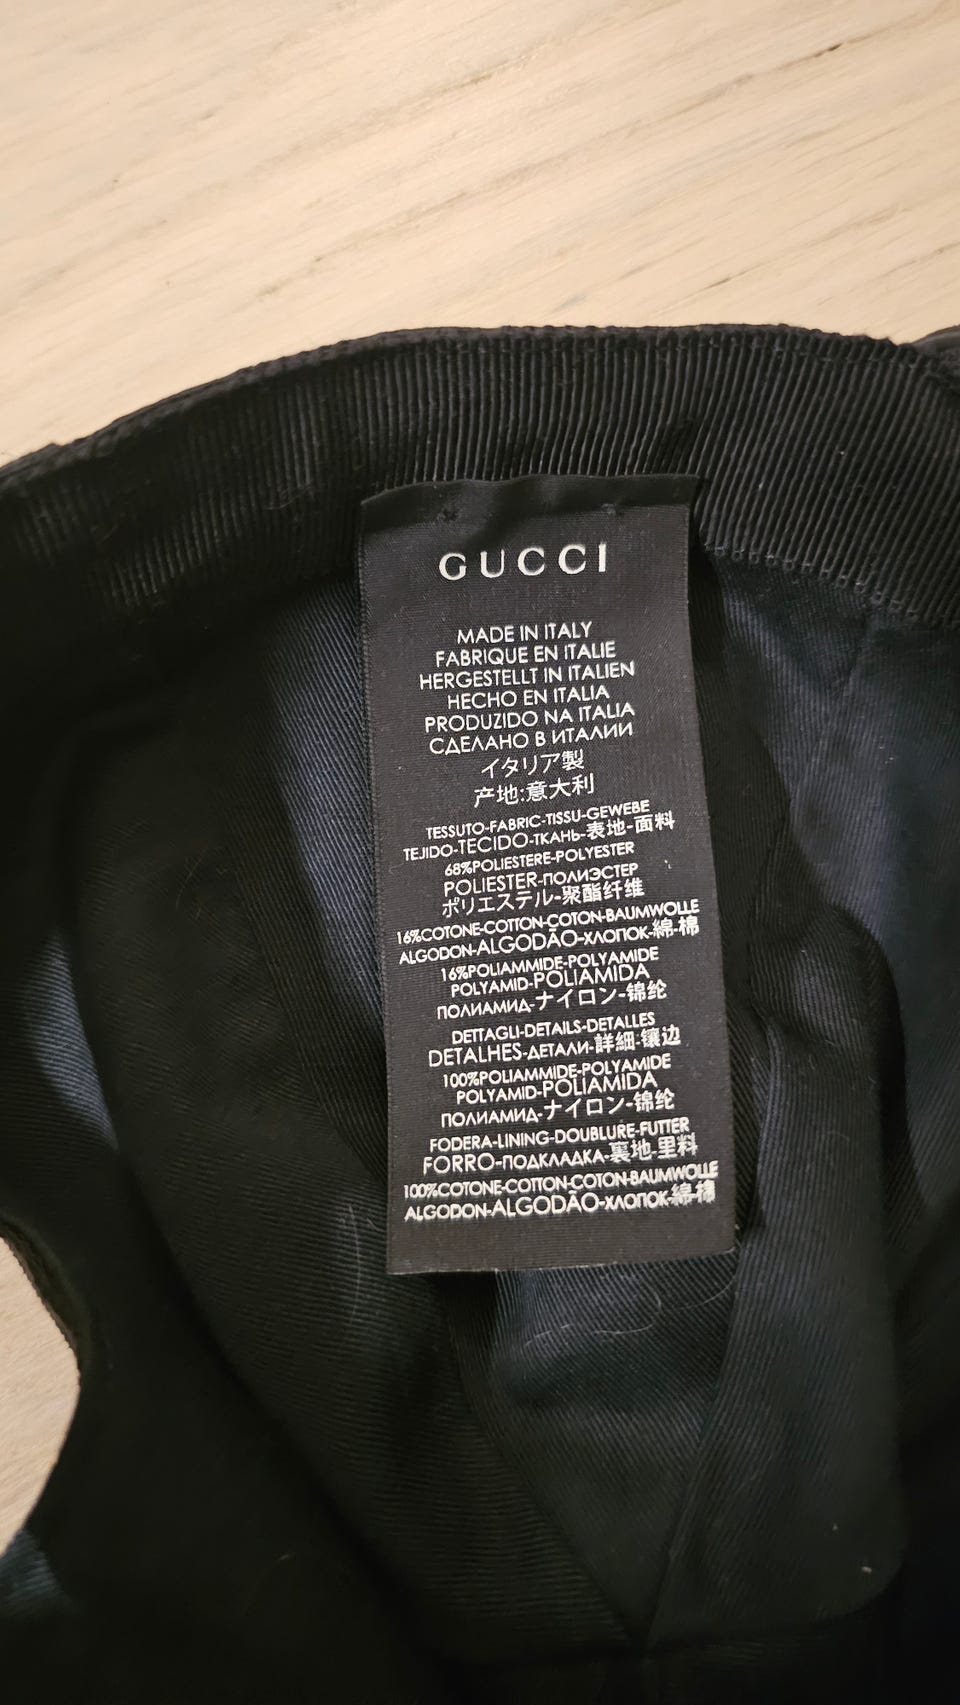 GUCCI
MADE IN ITALY
FABRIQUE EN ITALIE
HERGESTELLT IN ITALIEN
HECHO EN ITALIA
PRODUZIDO NA ITALIA
СДЕЛАНО В ИТАЛИИ
イタリア製
产地:意大利
TESSUTO-FABRIC-TISSU-GEWEBE
TEJIDO-TECIDO-ТКАНЬ-表地-面料
68%POLIESTERE-POLYESTER
POLIESTER-ПОЛИЭСТЕР
ポリエステル-聚酯纤维
16%COTONE-COTTON-COTON-BAUMWOLLE
ALGODON-ALGODÃO-ХЛОПОК-綿-棉
16%POLIAMMIDE-POLYAMIDE
POLYAMID-POLIAMIDA
ПОЛИАМИД-ナイロン-锦纶
DETTAGLI-DETAILS-DETALLES
DETALHES-ДЕТАЛИ-詳細-镶边
100%POLIAMMIDE-POLYAMIDE
POLYAMID-POLIAMIDA
ПОЛИАМИД-ナイロン-锦纶
FODERA-LINING-DOUBLURE-FUTTER
FORRO-ПОДКЛАДКА-裏地-里料
100%COTONE-COTTON-COTON-BAUMWOLLE
ALGODON-ALGODÃO-ХЛОПОК-綿-棉